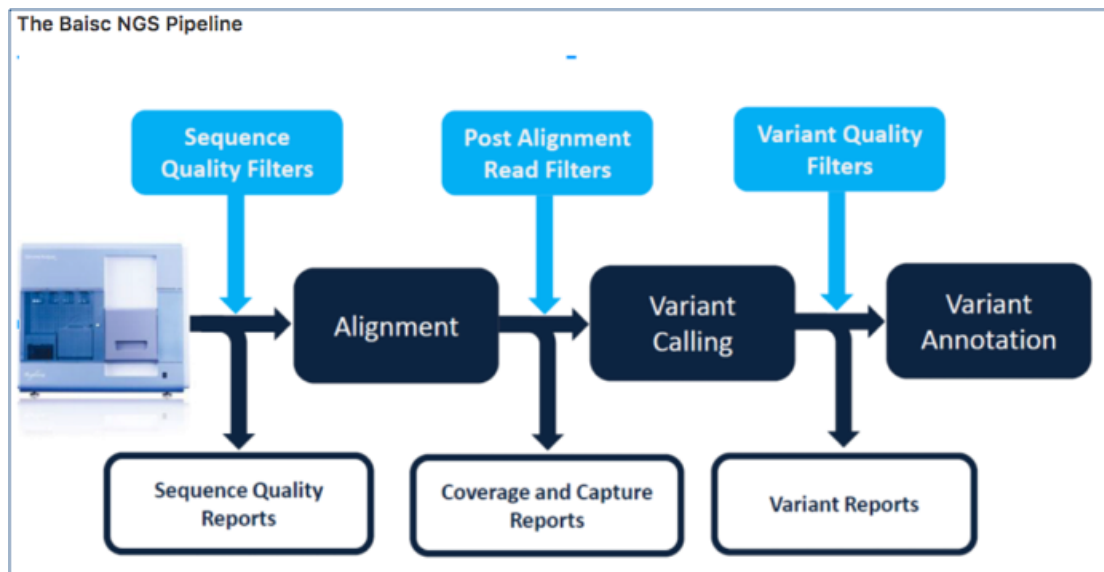 The Baisc NGS Pipeline
Sequence
Quality Filters
Post Alignment
Read Filters
Variant Quality
Filters
Alignment
Variant
Calling
Variant
Annotation
Sequence Quality
Reports
Coverage and Capture
Reports
Variant Reports